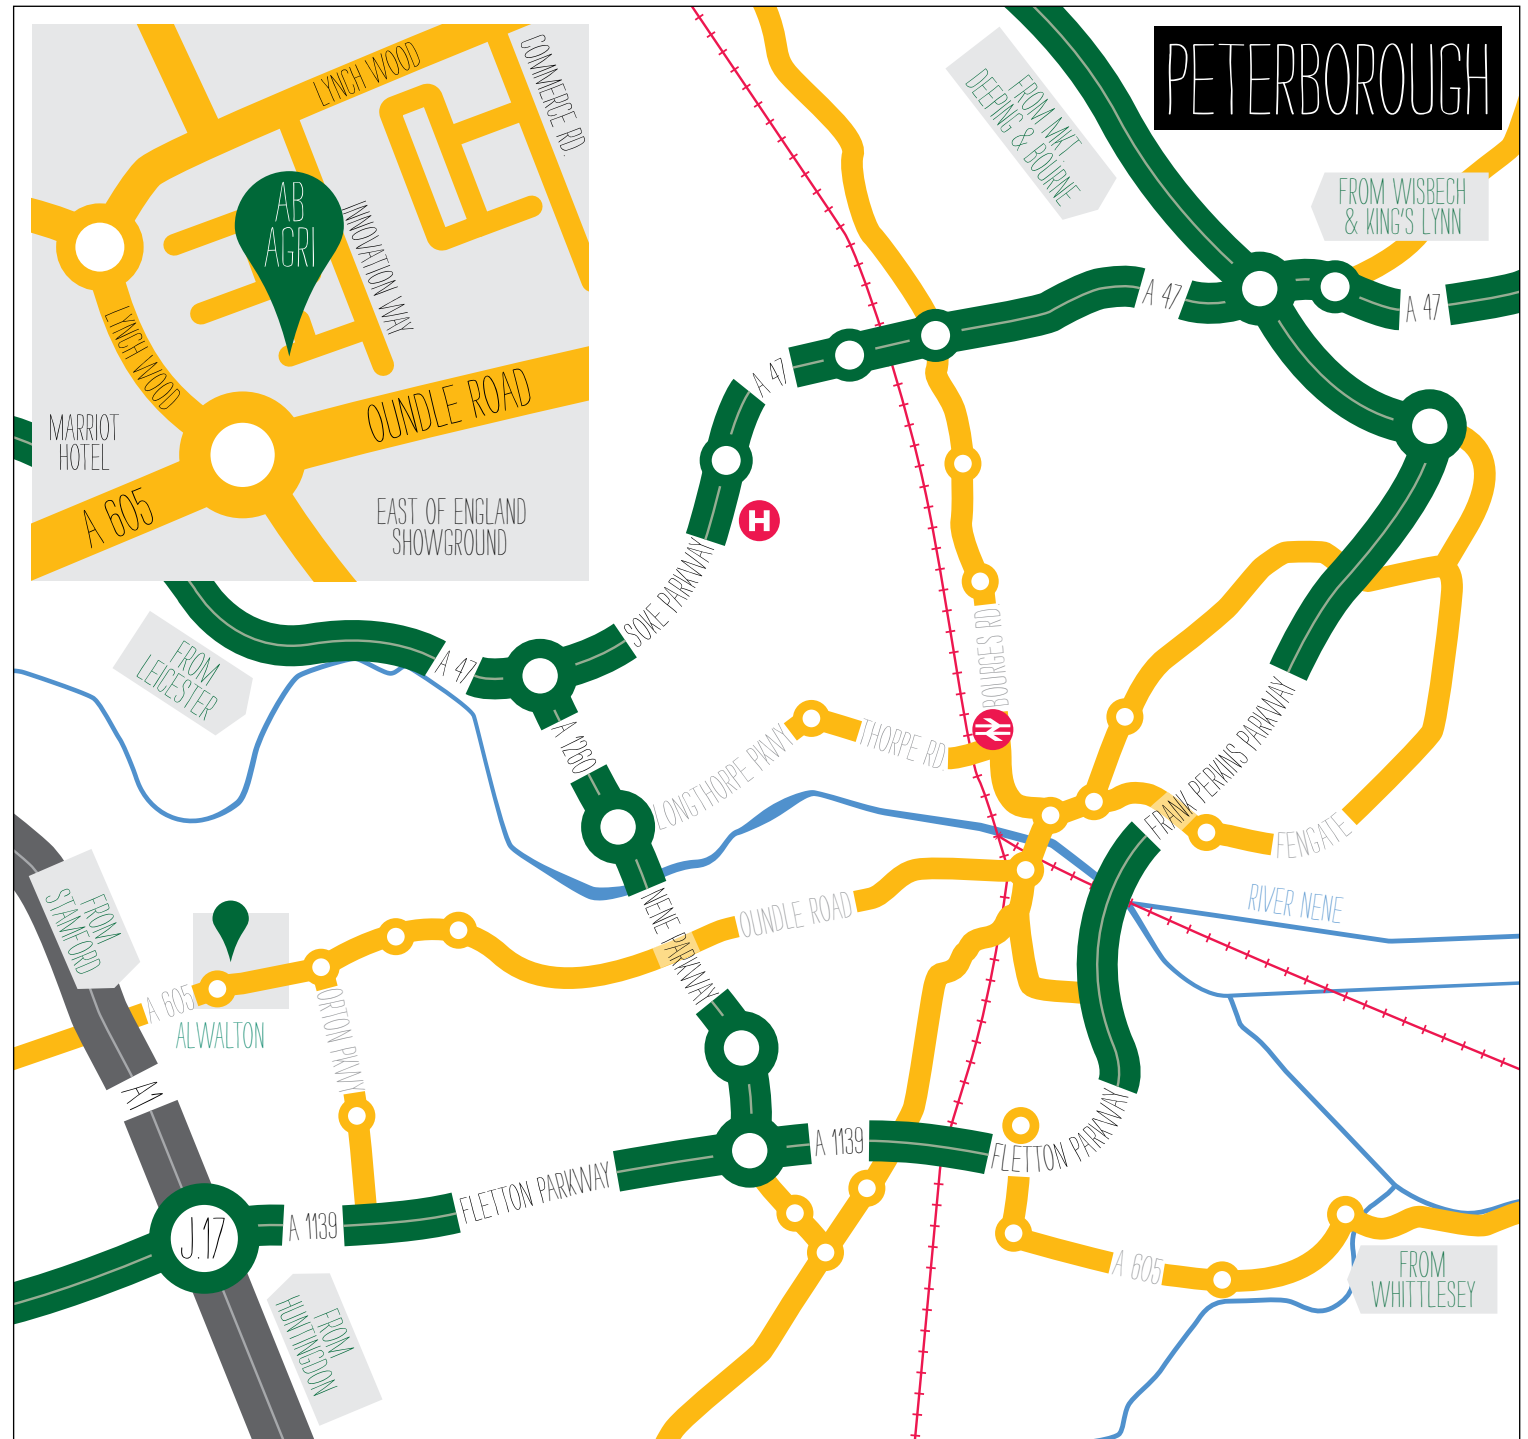 PETERBOROUGH
LYNCH WOOD
COMMERCE RD.
AB
AGRI
INNOVATION WAY
LYNCH WOOD
OUNDLE ROAD
MARRIOT
HOTEL
A 605
EAST OF ENGLAND
SHOWGROUND
FROM MKT.
DEEPING & BOURNE
FROM WISBECH
& KING'S LYNN
A 47
A 47
A 47
H
SOKE PARKWAY
BOURGES RD.
FROM
LEICESTER
A 47
A 1260
LONGTHORPE PKWY
THORPE RD.
FRANK PERKINS PARKWAY
FENGATE
RIVER NENE
NENE PARKWAY
OUNDLE ROAD
FROM
STAMFORD
A 605
ALWALTON
ORTON PKWY
A1
A 1139
FLETTON PARKWAY
FLETTON PARKWAY
A 1139
J.17
A 605
FROM
WHITTLESEY
FROM
HUNTINGDON